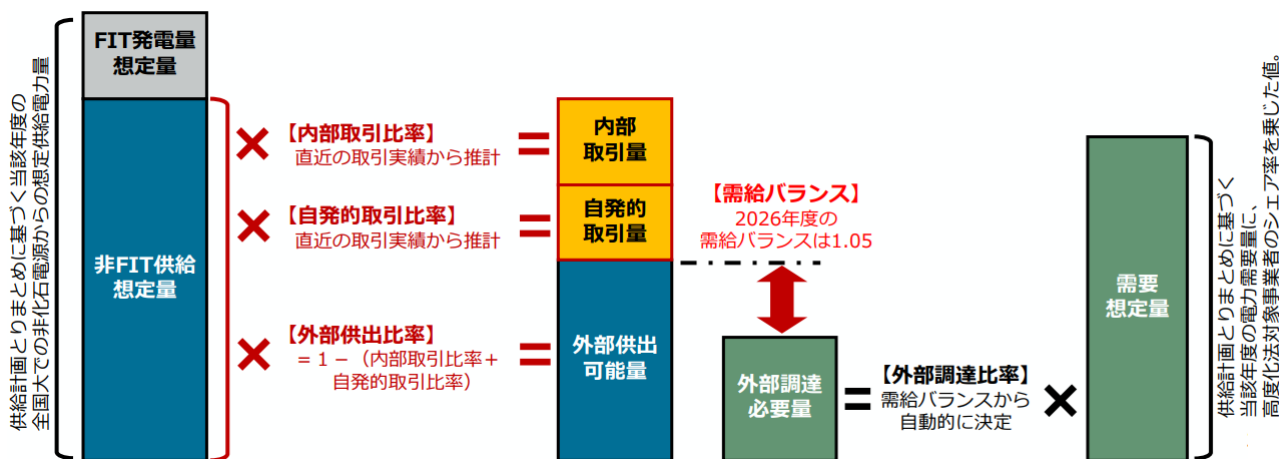 供給計画とりまとめに基づく当該年度の
全国大での非化石電源からの想定供給電力量
FIT発電量
想定量
非FIT供給
想定量
×
【内部取引比率】
直近の取引実績から推計
=
内部
取引量
×
【自発的取引比率】
直近の取引実績から推計
=
自発的
取引量
×
【外部供出比率】
= 1 －（内部取引比率＋
自発的取引比率）
=
外部供出
可能量
【需給バランス】
2026年度の
需給バランスは1.05
外部調達
必要量
=
【外部調達比率】
需給バランスから
自動的に決定
×
需要
想定量
供給計画とりまとめに基づく
当該年度の電力需要量に、
高度化法対象事業者のシェア率を乗じた値。